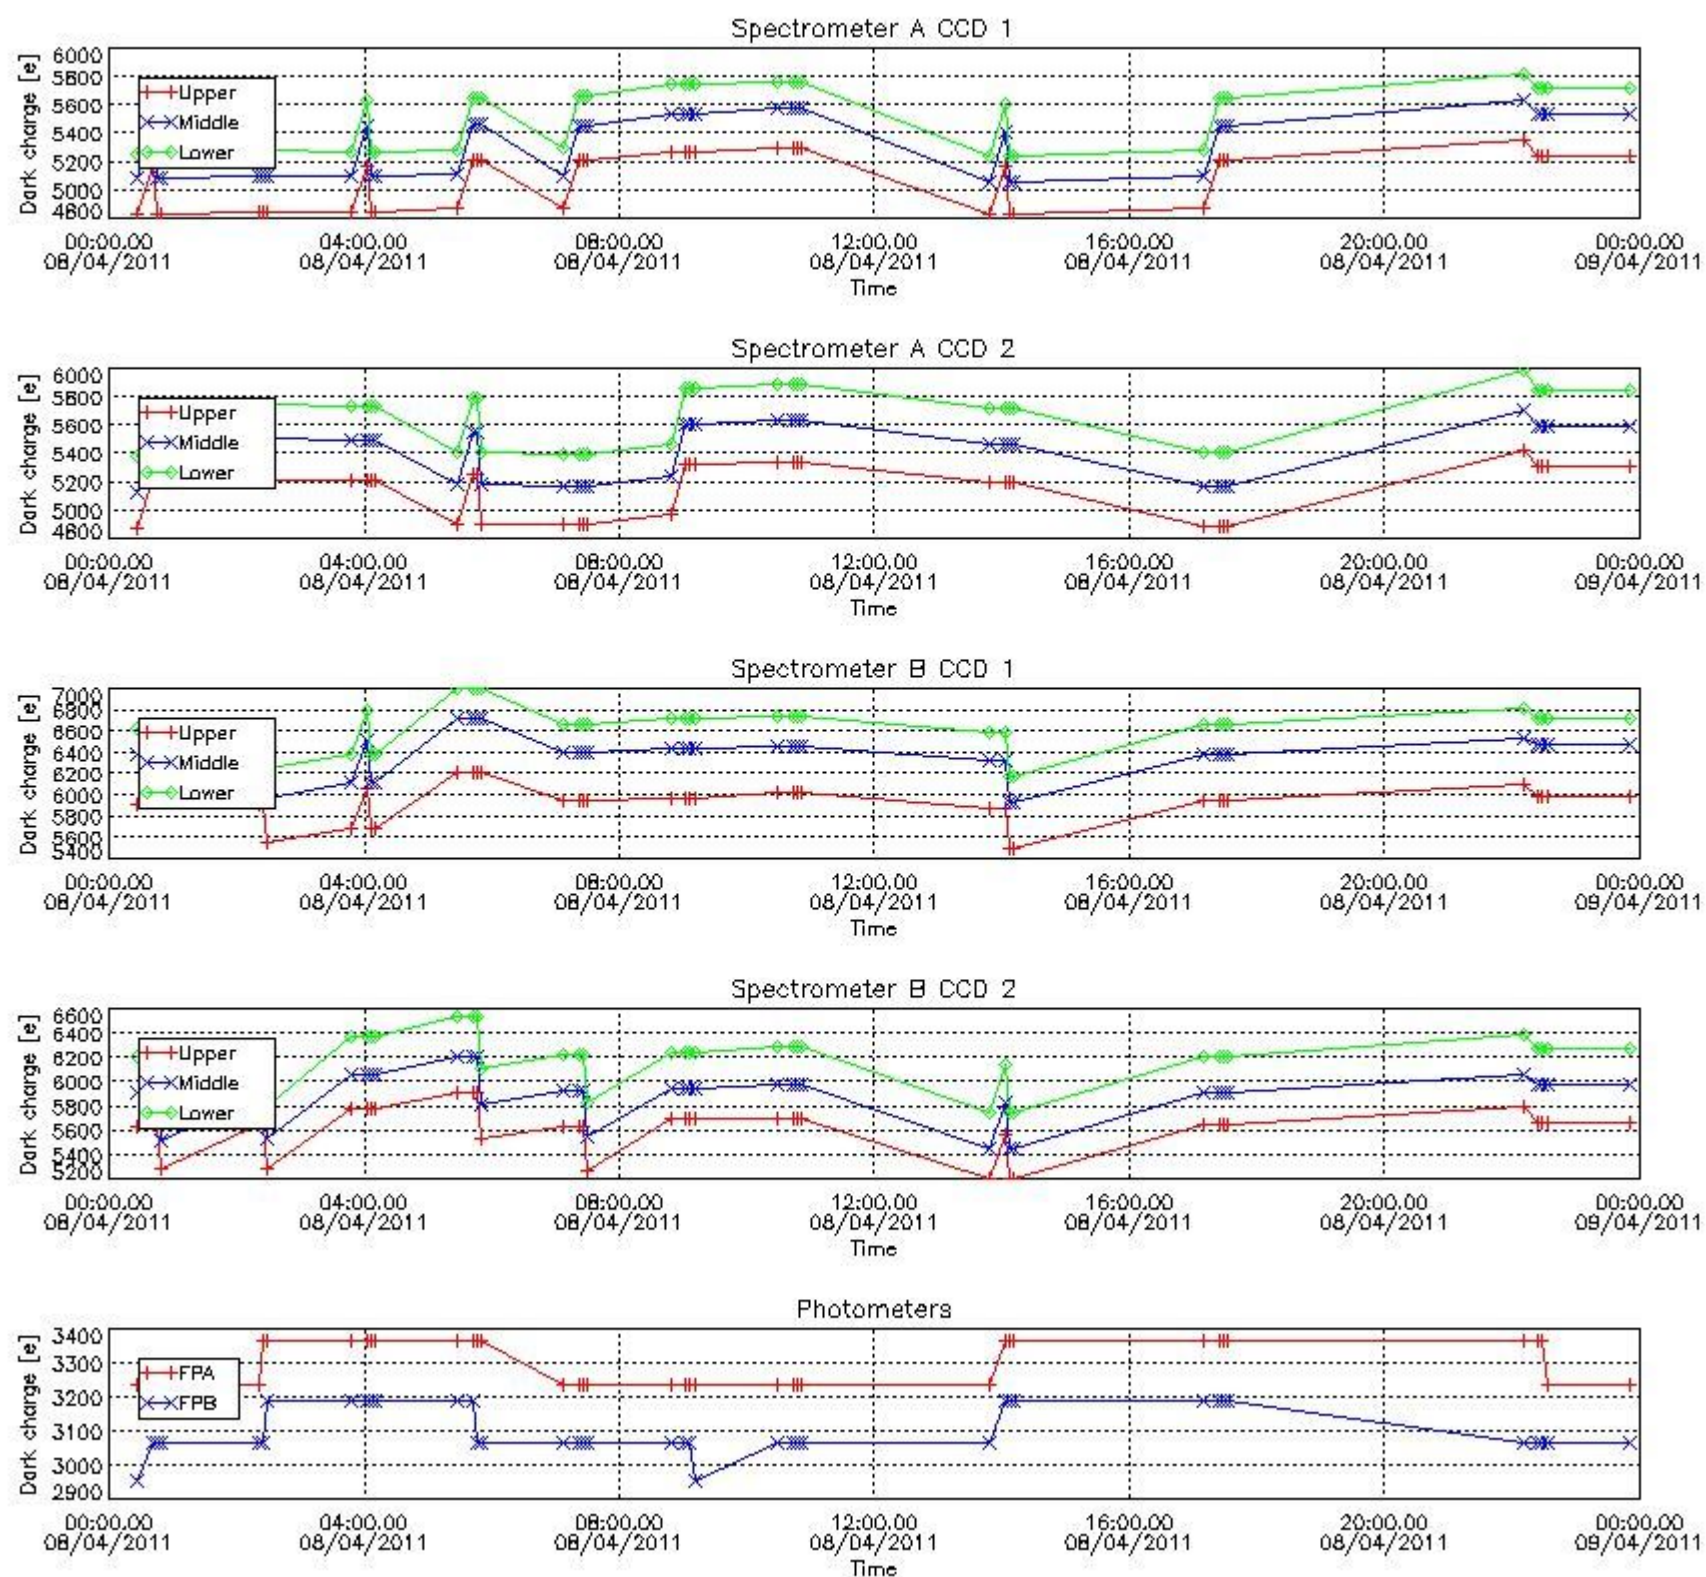 Spectrometer A CCD 1
Dark charge [e]
6000
5800
5600
5400
5200
5000
4800
Upper
Middle
Lower
00:00.00 04:00.00 08:00.00 12:00.00 16:00.00 20:00.00 00:00.00
08/04/2011 08/04/2011 08/04/2011 08/04/2011 08/04/2011 08/04/2011 09/04/2011
Time
Spectrometer A CCD 2
Dark charge [e]
6000
5800
5600
5400
5200
5000
4800
Upper
Middle
Lower
00:00.00 04:00.00 08:00.00 12:00.00 16:00.00 20:00.00 00:00.00
08/04/2011 08/04/2011 08/04/2011 08/04/2011 08/04/2011 08/04/2011 09/04/2011
Time
Spectrometer B CCD 1
Dark charge [e]
7000
6800
6600
6400
6200
6000
5800
5600
5400
Upper
Middle
Lower
00:00.00 04:00.00 08:00.00 12:00.00 16:00.00 20:00.00 00:00.00
08/04/2011 08/04/2011 08/04/2011 08/04/2011 08/04/2011 08/04/2011 09/04/2011
Time
Spectrometer B CCD 2
Dark charge [e]
6600
6400
6200
6000
5800
5600
5400
5200
Upper
Middle
Lower
00:00.00 04:00.00 08:00.00 12:00.00 16:00.00 20:00.00 00:00.00
08/04/2011 08/04/2011 08/04/2011 08/04/2011 08/04/2011 08/04/2011 09/04/2011
Time
Photometers
Dark charge [e]
3400
3300
3200
3100
3000
2900
FPA
FPB
00:00.00 04:00.00 08:00.00 12:00.00 16:00.00 20:00.00 00:00.00
08/04/2011 08/04/2011 08/04/2011 08/04/2011 08/04/2011 08/04/2011 09/04/2011
Time